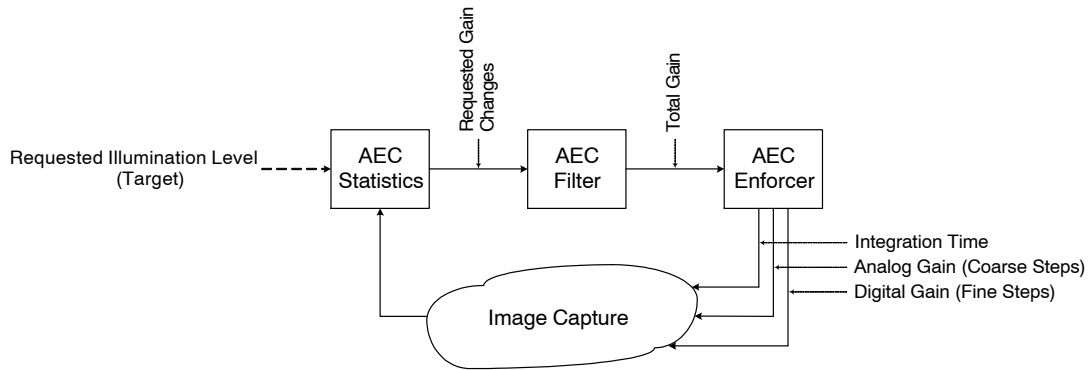 Requested Gain
Changes
Total Gain
Requested Illumination Level
(Target)
AEC
Statistics
AEC
Filter
AEC
Enforcer
Integration Time
Analog Gain (Coarse Steps)
Digital Gain (Fine Steps)
Image Capture